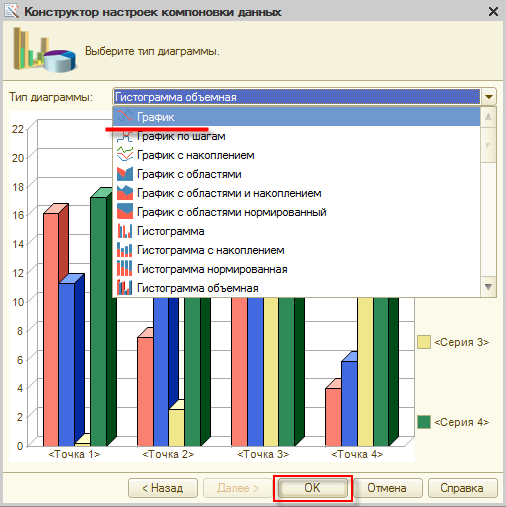 Конструктор настроек компоновки данных
Выберите тип диаграммы.
Тип диаграммы: Гистограмма объемная
График
График по шагам
График с накоплением
График с областями
График с областями и накоплением
График с областями нормированный
Гистограмма
Гистограмма с накоплением
Гистограмма нормированная
Гистограмма объемная
22
20
18
16
14
12
10
8
6
4
2
0
<Точка 1> <Точка 2> <Точка 3> <Точка 4>
<Серия 3>
<Серия 4>
< Назад Далее > OK Отмена Справка